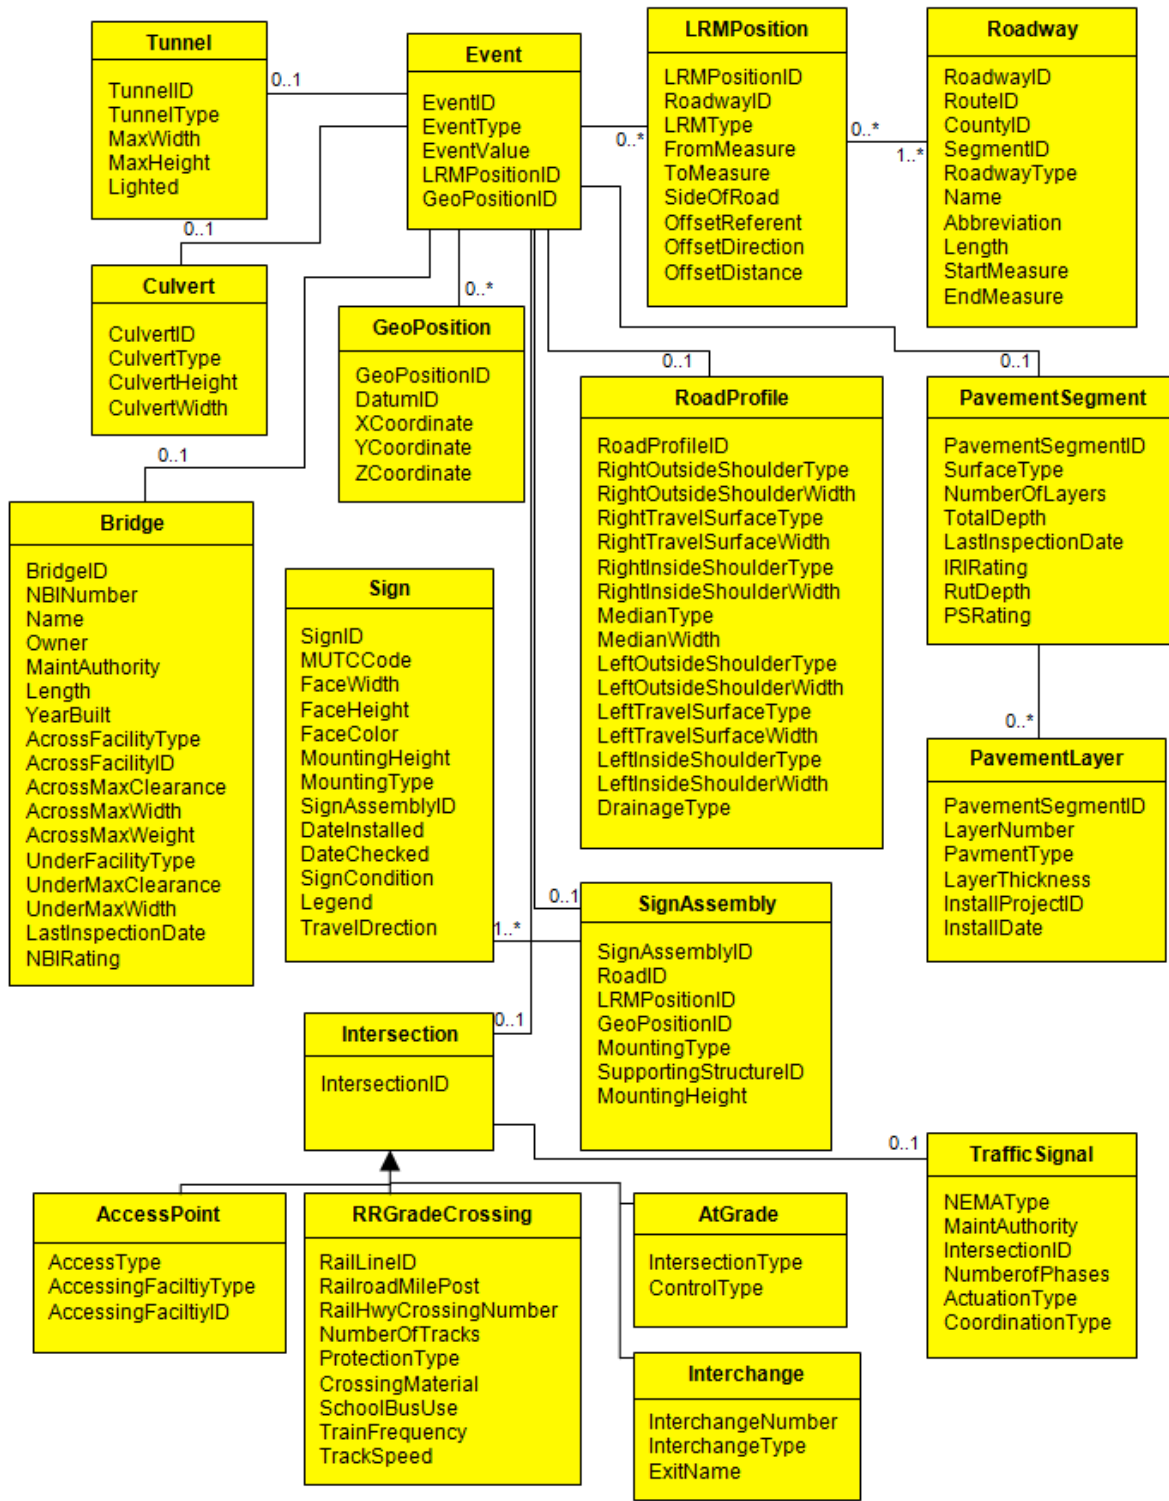 Tunnel
TunnelID
TunnelType
MaxWidth
MaxHeight
Lighted
0..1
Event
EventID
EventType
EventValue
LRMPositionID
GeoPositionID
LRMPosition
LRMPositionID
RoadwayID
LRMType
FromMeasure
ToMeasure
SideOfRoad
OffsetReferent
OffsetDirection
OffsetDistance
0..*
0..*
1..*
Roadway
RoadwayID
RouteID
CountyID
SegmentID
RoadwayType
Name
Abbreviation
Length
StartMeasure
EndMeasure
0..1
Culvert
CulvertID
CulvertType
CulvertHeight
CulvertWidth
0..*
GeoPosition
GeoPositionID
DatumID
XCoordinate
YCoordinate
ZCoordinate
0..1
RoadProfile
RoadProfileID
RightOutsideShoulderType
RightOutsideShoulderWidth
RightTravelSurfaceType
RightTravelSurfaceWidth
RightInsideShoulderType
RightInsideShoulderWidth
MedianType
MedianWidth
LeftOutsideShoulderType
LeftOutsideShoulderWidth
LeftTravelSurfaceType
LeftTravelSurfaceWidth
LeftInsideShoulderType
LeftInsideShoulderWidth
DrainageType
0..1
PavementSegment
PavementSegmentID
SurfaceType
NumberOfLayers
TotalDepth
LastInspectionDate
IRIRating
RutDepth
PSRating
0..1
Bridge
BridgeID
NBINumber
Name
Owner
MaintAuthority
Length
YearBuilt
AcrossFacilityType
AcrossFacilityID
AcrossMaxClearance
AcrossMaxWidth
AcrossMaxWeight
UnderFacilityType
UnderMaxClearance
UnderMaxWidth
LastInspectionDate
NBIRating
Sign
SignID
MUTCCode
FaceWidth
FaceHeight
FaceColor
MountingHeight
MountingType
SignAssemblyID
DateInstalled
DateChecked
SignCondition
Legend
TravelDirection
0..*
PavementLayer
PavementSegmentID
LayerNumber
PavmentType
LayerThickness
InstallProjectID
InstallDate
0..1
1..*
SignAssembly
SignAssemblyID
RoadID
LRMPositionID
GeoPositionID
MountingType
SupportingStructureID
MountingHeight
0..1
Intersection
IntersectionID
0..1
TrafficSignal
NEMAType
MaintAuthority
IntersectionID
NumberofPhases
ActuationType
CoordinationType
AccessPoint
AccessType
AccessingFaciltiyType
AccessingFaciltiyID
RRGradeCrossing
RailLineID
RailroadMilePost
RailHwyCrossingNumber
NumberOfTracks
ProtectionType
CrossingMaterial
SchoolBusUse
TrainFrequency
TrackSpeed
AtGrade
IntersectionType
ControlType
Interchange
InterchangeNumber
InterchangeType
ExitName